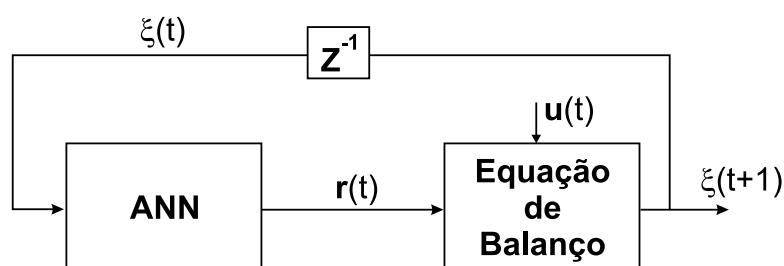 ξ(t)
Z⁻¹
u(t)
ANN
r(t)
Equação
de
Balanço
ξ(t+1)